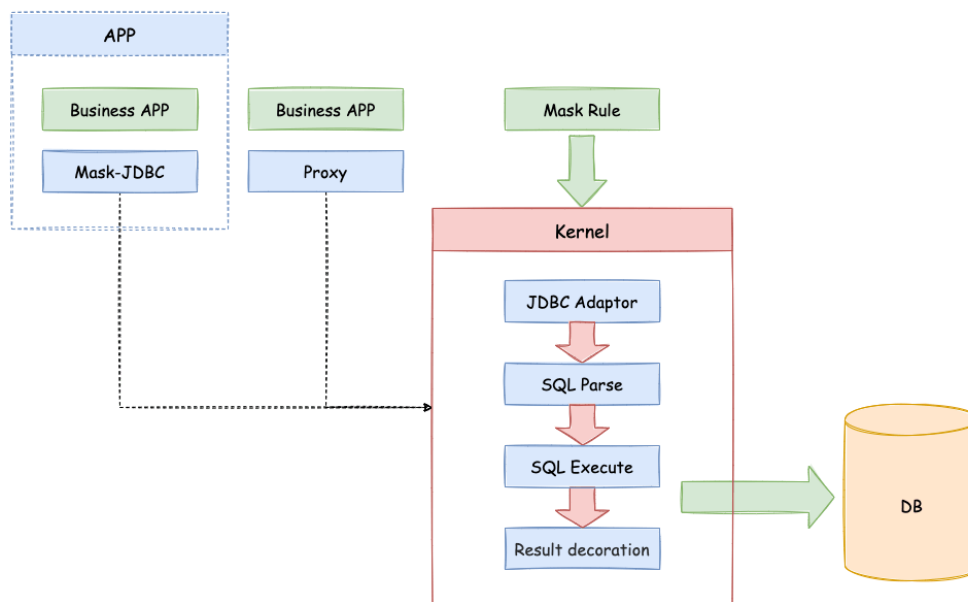 APP
Business APP
Business APP
Mask Rule
Mask-JDBC
Proxy
Kernel
JDBC Adaptor
SQL Parse
SQL Execute
DB
Result decoration